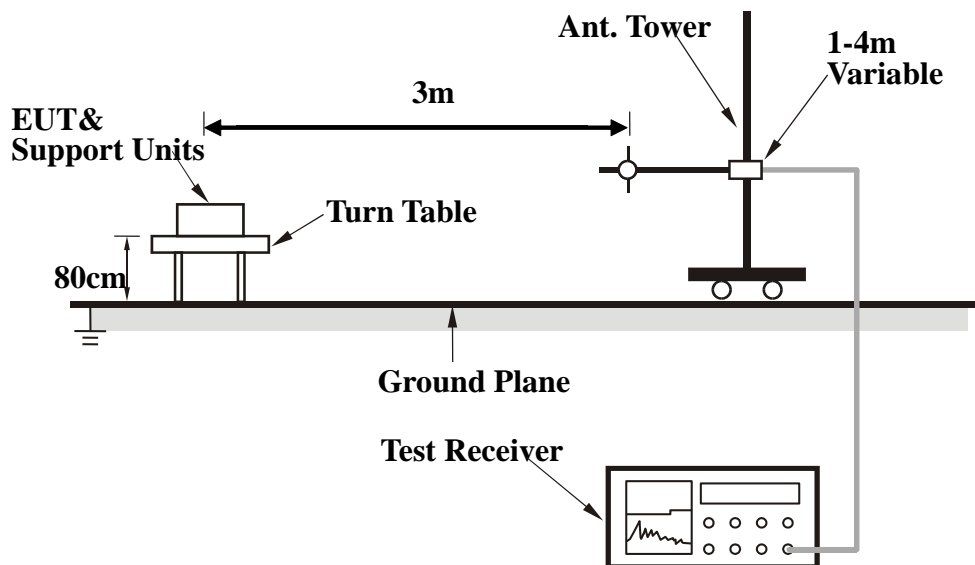 Ant. Tower
1-4m
Variable
3m
EUT&
Support Units
Turn Table
80cm
Ground Plane
Test Receiver